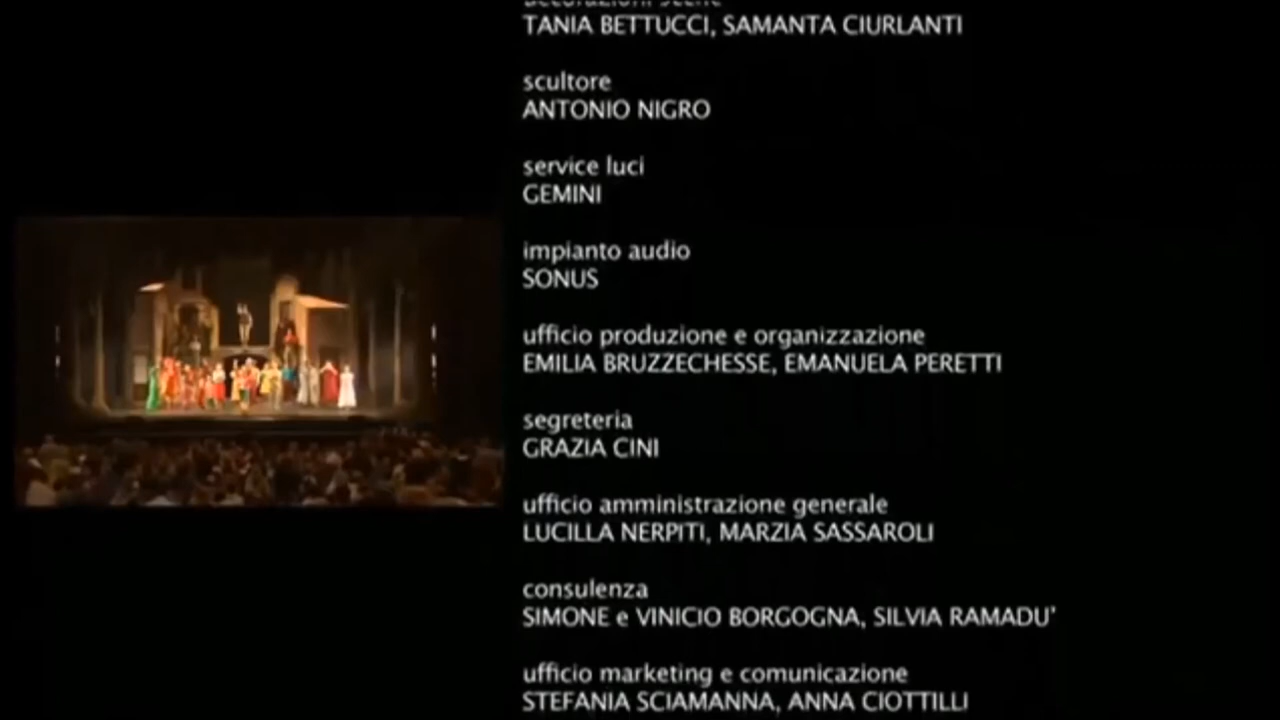 TANIA BETTUCCI, SAMANTA CIURLANTI
scultore
ANTONIO NIGRO
service luci
GEMINI
impianto audio
SONUS
ufficio produzione e organizzazione
EMILIA BRUZZECHESSE, EMANUELA PERETTI
segreteria
GRAZIA CINI
ufficio amministrazione generale
LUCILLA NERPITI, MARZIA SASSAROLI
consulenza
SIMONE e VINICIO BORGOGNA, SILVIA RAMADU'
ufficio marketing e comunicazione
STEFANIA SCIAMANNA, ANNA CIOTTILLI